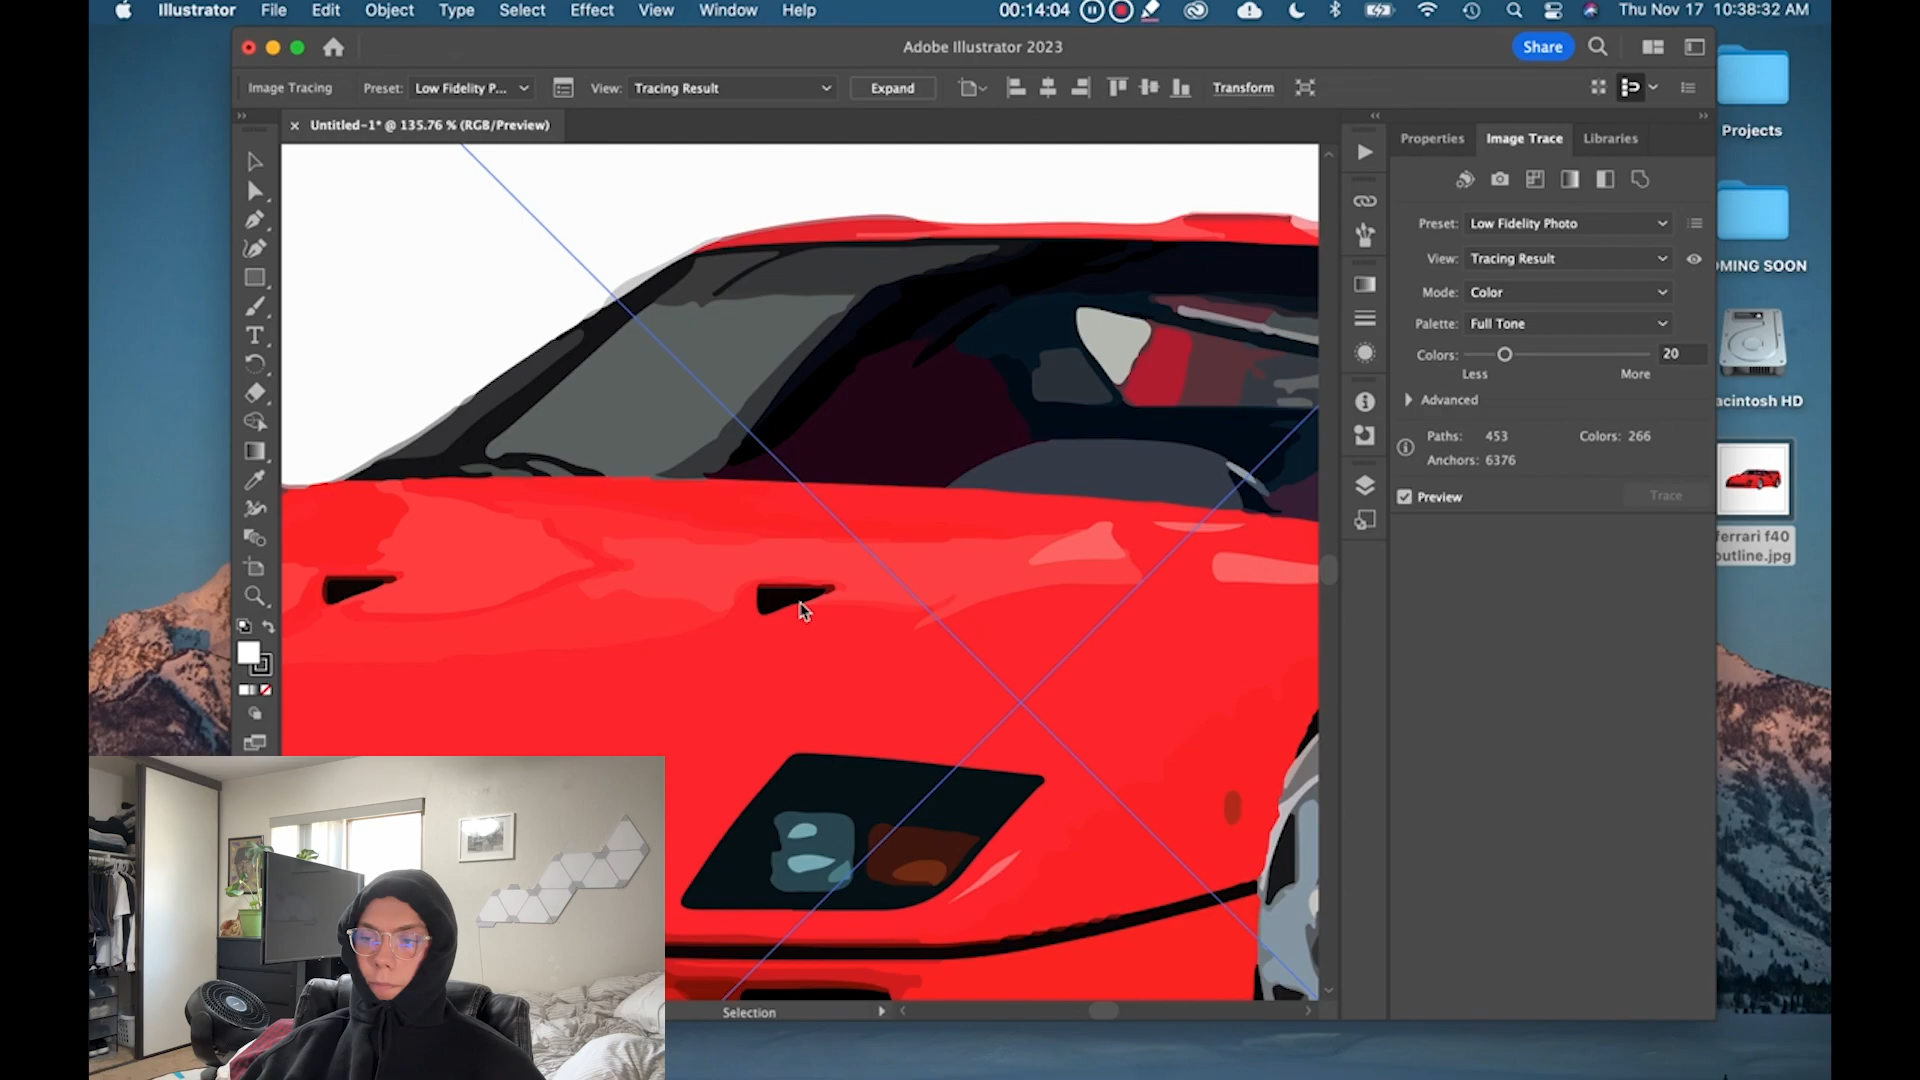 Illustrator File Edit Object Type Select Effect View Window Help 00:14:04 Thu Nov 17 10:38:32 AM
Adobe Illustrator 2023
Share
Image Tracing Preset: Low Fidelity P... View: Tracing Result Expand Transform
Untitled-1* @ 135.76 % (RGB/Preview)
Properties Image Trace Libraries
Preset: Low Fidelity Photo
View: Tracing Result
Mode: Color
Palette: Full Tone
Colors: 20
Less More
Advanced
Paths: 453 Colors: 266
Anchors: 6376
Preview Trace
Projects
OMING SOON
acintosh HD
ferrari f40
outline.jpg
Selection